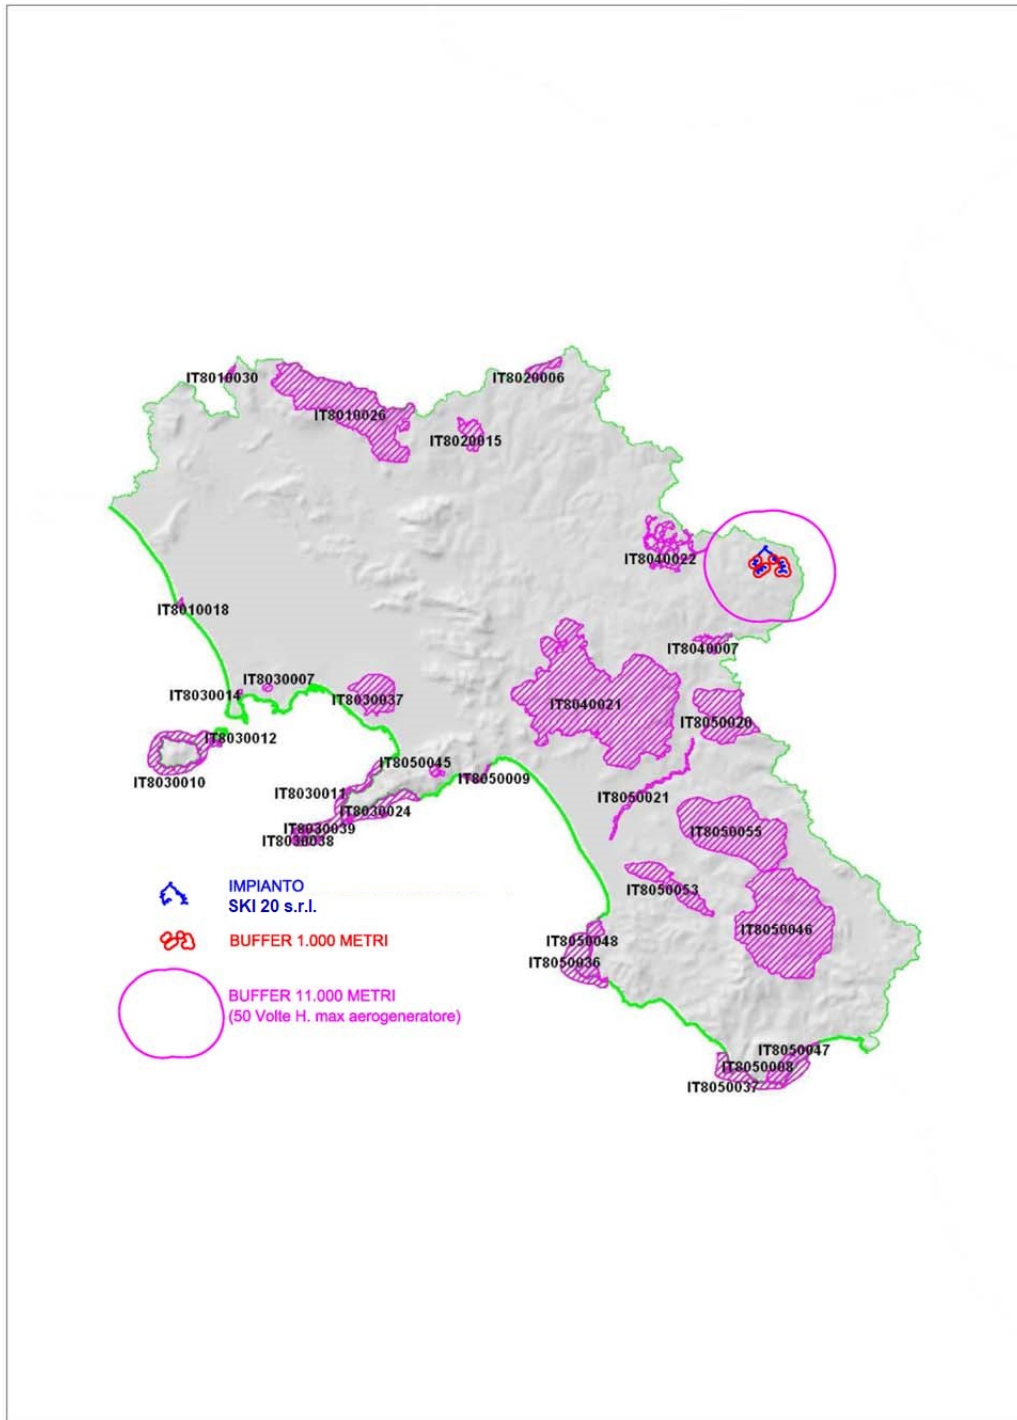 IT8010030
IT8020006
IT8010026
IT8020015
IT8040022
IT8010018
IT8040007
IT8030007
IT8030014
IT8030037
IT8040021
IT8050020
IT8030012
IT8050045
IT8050009
IT8030010
IT8030011
IT8050021
IT8030024
IT8030039
IT8030038
IT8050055
IT8050053
IT8050046
IT8050048
IT8050036
IT8050047
IT8050008
IT8050037
IMPIANTO
SKI 20 s.r.l.
BUFFER 1.000 METRI
BUFFER 11.000 METRI
(50 Volte H. max aerogeneratore)